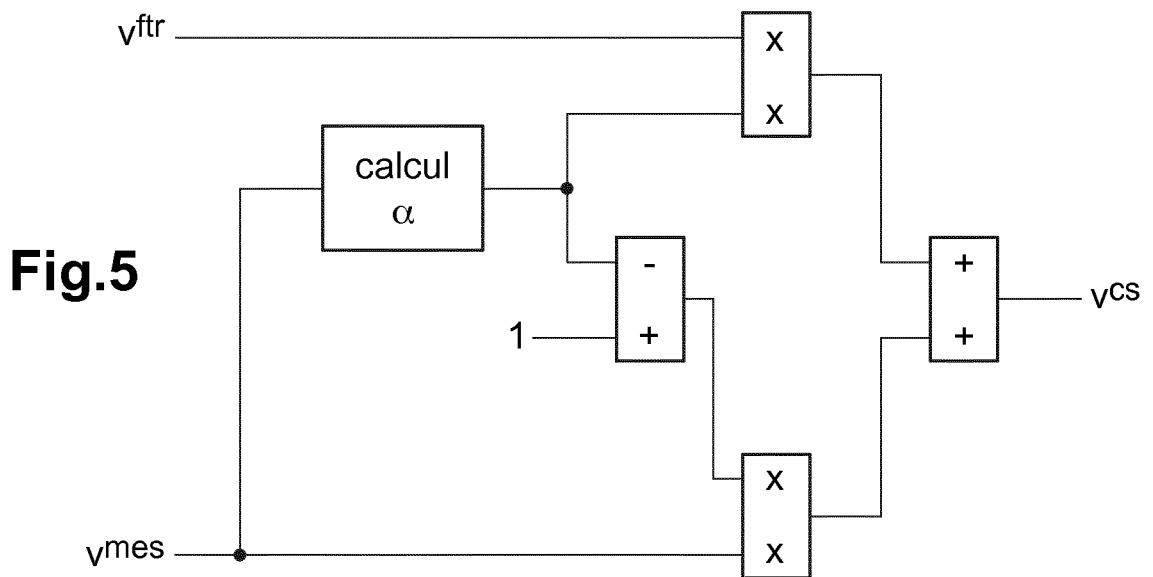 v^ftr
x
x
calcul
α
-
+
1
+
+
v^cs
Fig.5
x
x
v^mes